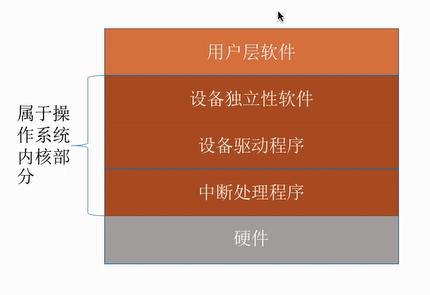 用户层软件
设备独立性软件
属于操
作系统
内核部
分
设备驱动程序
中断处理程序
硬件